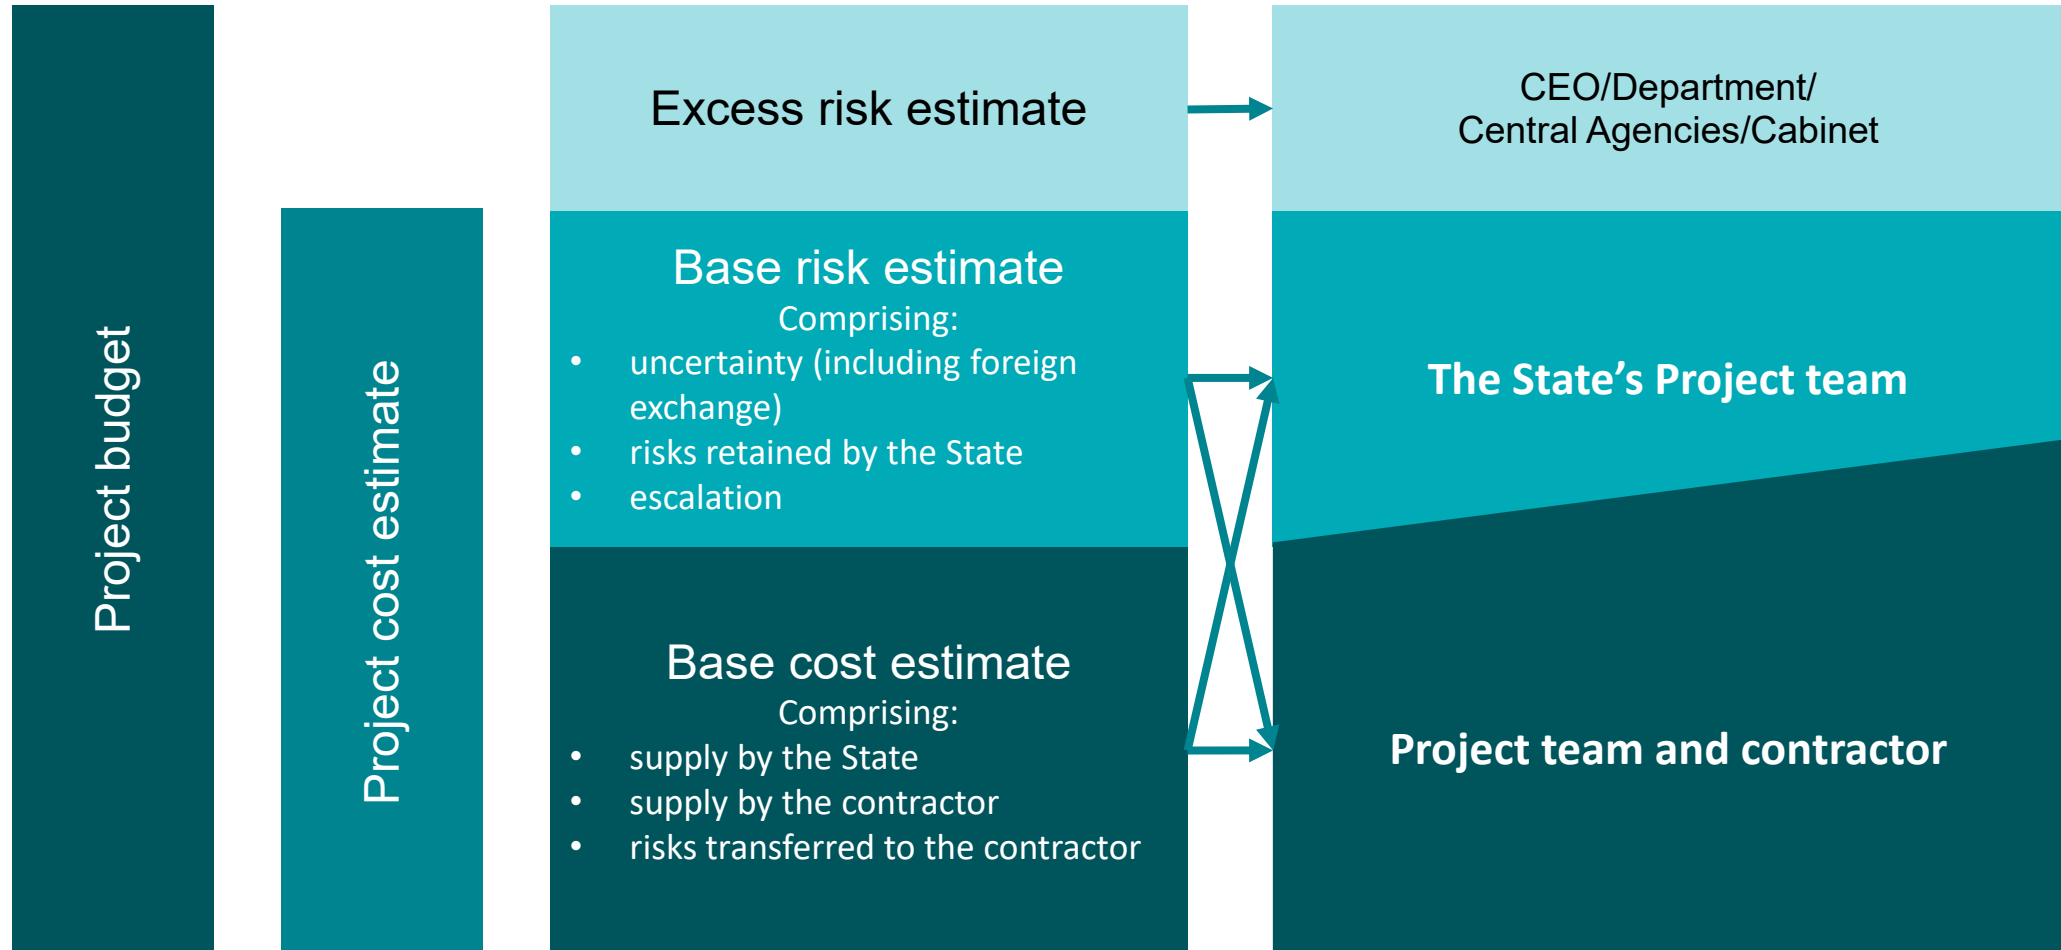 Project budget
Project cost estimate
Excess risk estimate
Base risk estimate
Comprising:
• uncertainty (including foreign
exchange)
• risks retained by the State
• escalation
Base cost estimate
Comprising:
• supply by the State
• supply by the contractor
• risks transferred to the contractor
CEO/Department/
Central Agencies/Cabinet
The State’s Project team
Project team and contractor